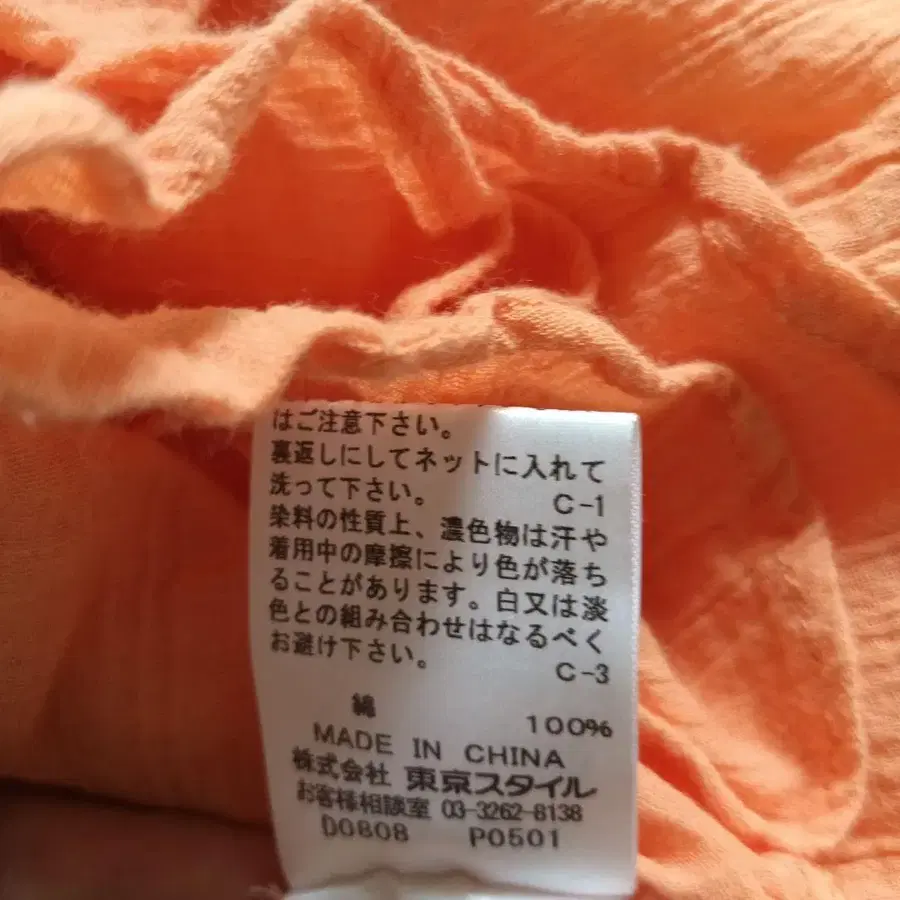 はご注意下さい。
裏返しにしてネットに入れて
洗って下さい。 C-1
染料の性質上、濃色物は汗や
着用中の摩擦により色が落ち
ることがあります。白又は淡
色との組み合わせはなるべく
お避け下さい。 C-3
綿 100%
MADE IN CHINA
株式会社 東京スタイル
お客様相談室 03-3262-8138
D0808 P0501